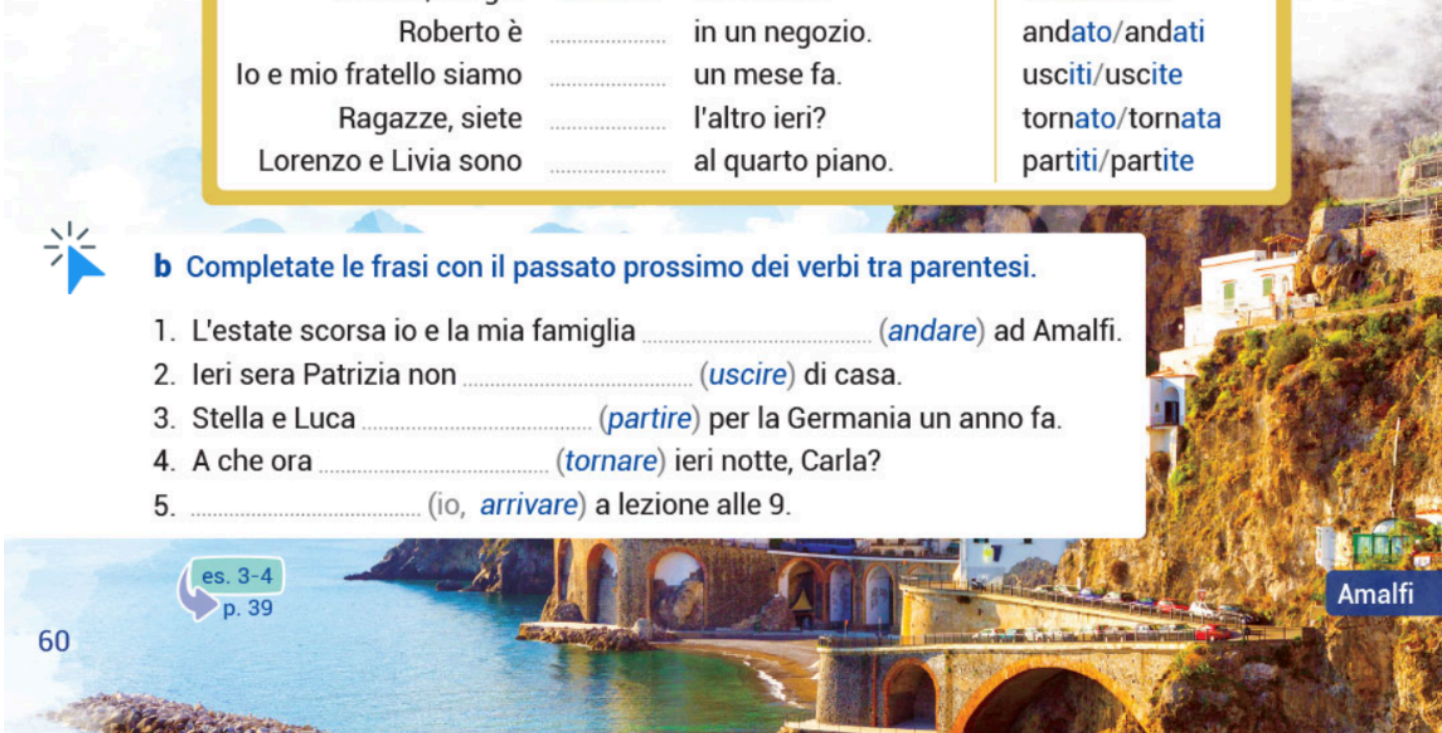 Roberto è ........................ in un negozio. andato/andati
Io e mio fratello siamo ........................ un mese fa. usciti/uscite
Ragazze, siete ........................ l'altro ieri? tornato/tornata
Lorenzo e Livia sono ........................ al quarto piano. partiti/partite
b Completate le frasi con il passato prossimo dei verbi tra parentesi.
1. L'estate scorsa io e la mia famiglia ........................ (andare) ad Amalfi.
2. Ieri sera Patrizia non ........................ (uscire) di casa.
3. Stella e Luca ........................ (partire) per la Germania un anno fa.
4. A che ora ........................ (tornare) ieri notte, Carla?
5. ........................ (io, arrivare) a lezione alle 9.
es. 3-4
p. 39
Amalfi
60